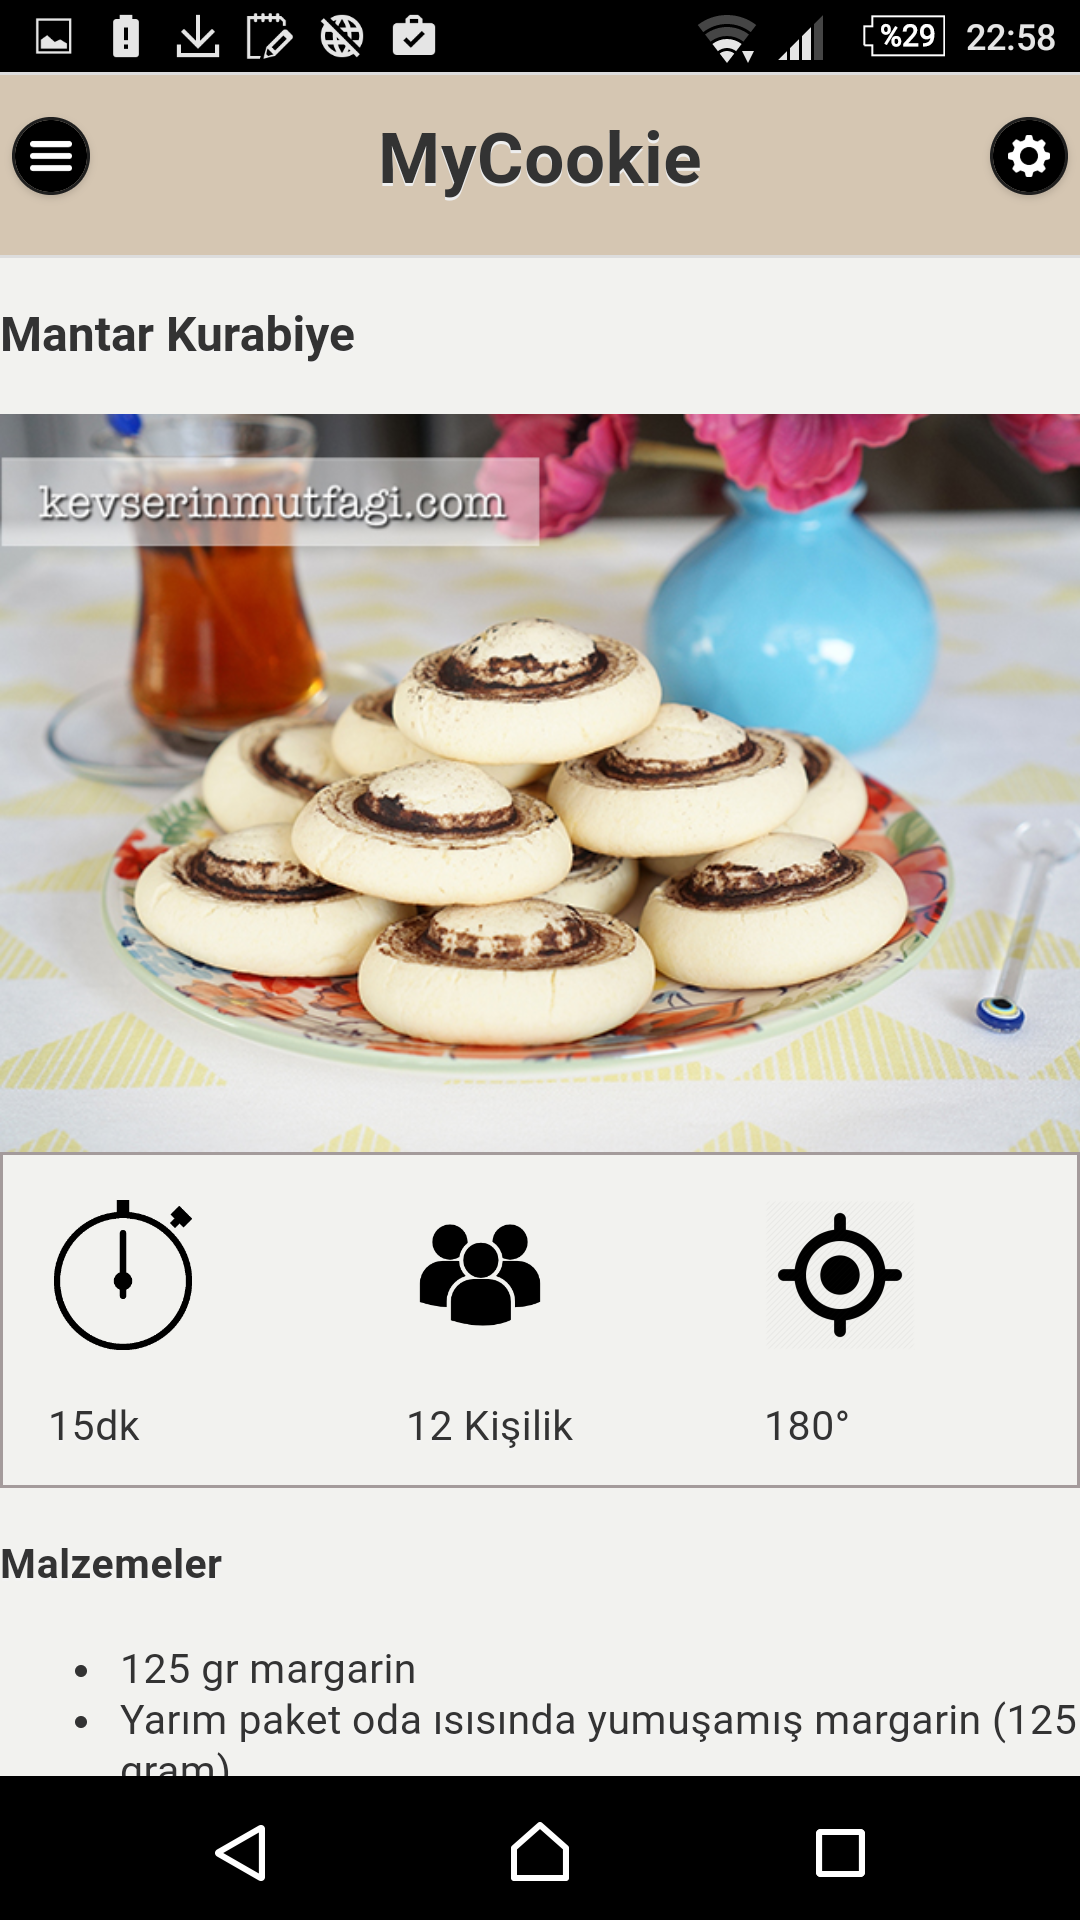 %29 22:58
MyCookie
Mantar Kurabiye
kevserinmutfagi.com
15dk
12 Kişilik
180°
Malzemeler
125 gr margarin
Yarım paket oda ısısında yumuşamış margarin (125
gram)